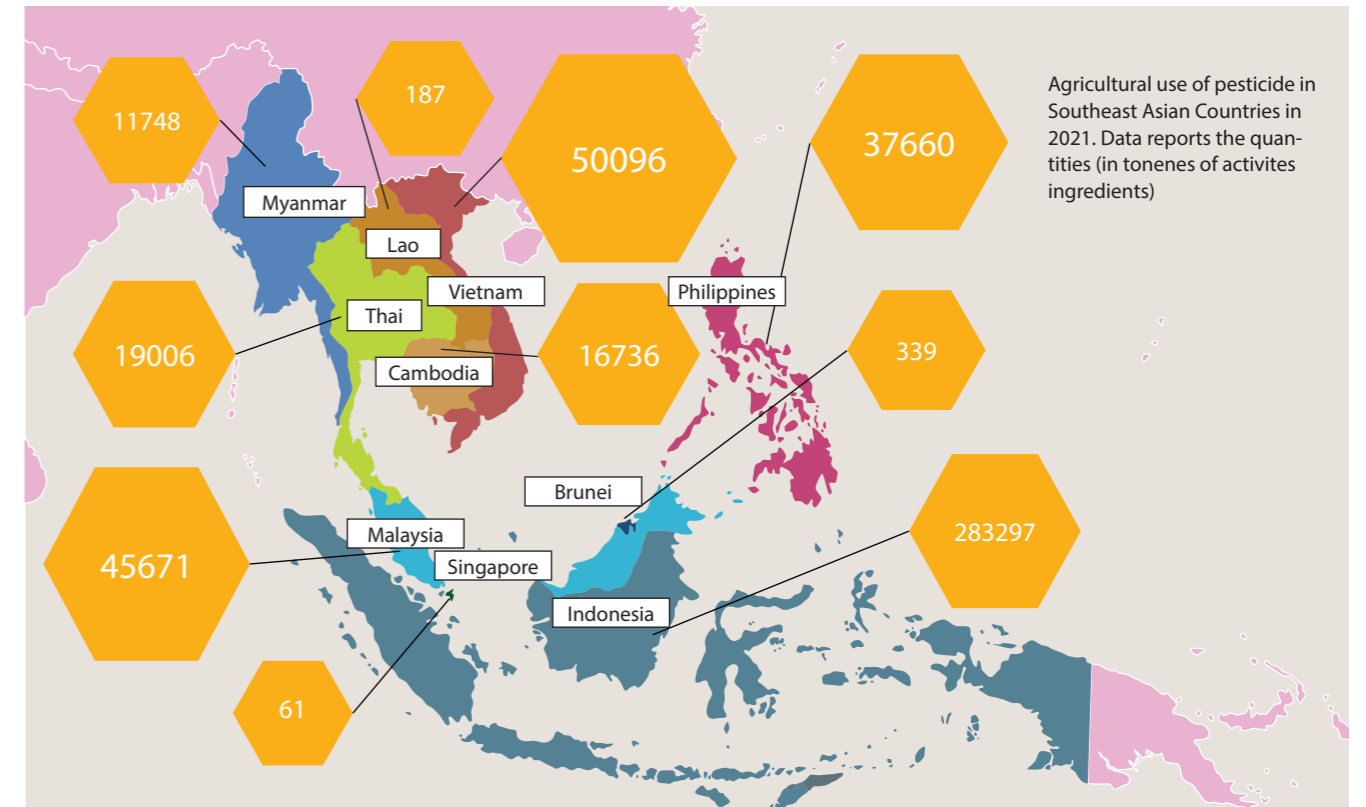 11748
187
50096
37660
Agricultural use of pesticide in
Southeast Asian Countries in
2021. Data reports the quan-
tities (in tonenes of activites
ingredients)
Myanmar
Lao
Vietnam
Philippines
Thai
19006
Cambodia
16736
339
Brunei
Malaysia
45671
Singapore
283297
Indonesia
61